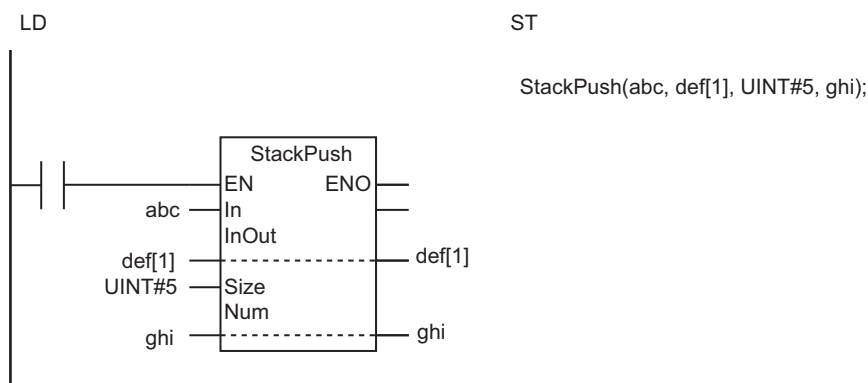 LD
ST
StackPush(abc, def[1], UINT#5, ghi);
StackPush
EN ENO
abc In
InOut
def[1] def[1]
UINT#5 Size
Num
ghi ghi